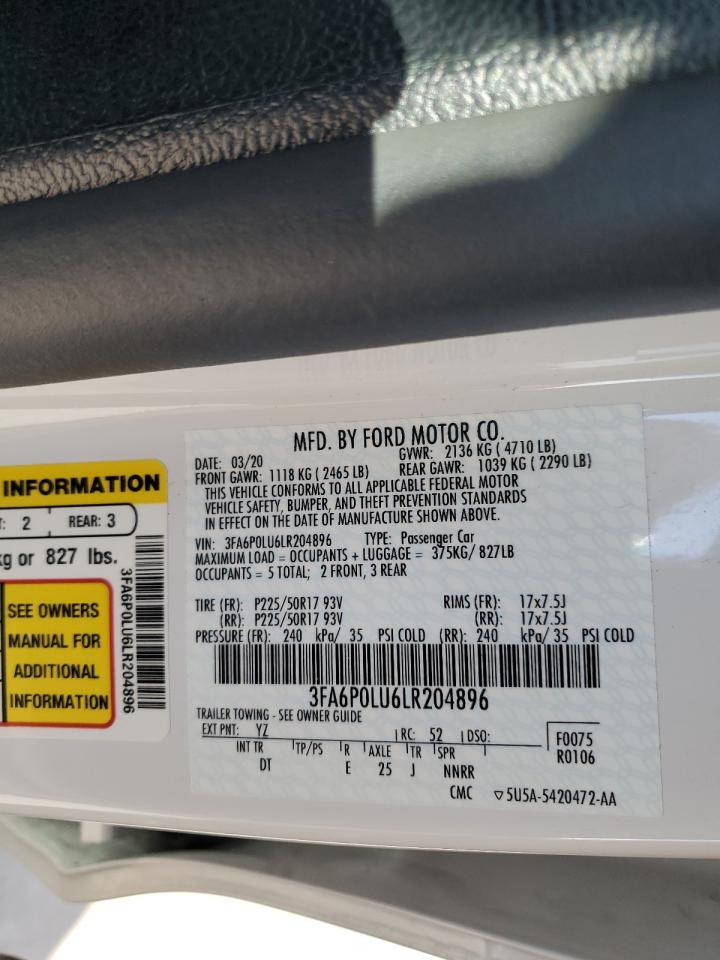 INFORMATION
: 2 REAR: 3
kg or 827 lbs.
SEE OWNERS
MANUAL FOR
ADDITIONAL
INFORMATION
3FA6P0LU6LR204896
MFD. BY FORD MOTOR CO.
DATE: 03/20 GVWR: 2136 KG ( 4710 LB)
FRONT GAWR: 1118 KG ( 2465 LB) REAR GAWR: 1039 KG ( 2290 LB)
THIS VEHICLE CONFORMS TO ALL APPLICABLE FEDERAL MOTOR
VEHICLE SAFETY, BUMPER, AND THEFT PREVENTION STANDARDS
IN EFFECT ON THE DATE OF MANUFACTURE SHOWN ABOVE.
VIN: 3FA6P0LU6LR204896 TYPE: Passenger Car
MAXIMUM LOAD = OCCUPANTS + LUGGAGE = 375KG/ 827LB
OCCUPANTS = 5 TOTAL; 2 FRONT, 3 REAR
TIRE (FR): P225/50R17 93V RIMS (FR): 17x7.5J
(RR): P225/50R17 93V (RR): 17x7.5J
PRESSURE (FR): 240 kPa/ 35 PSI COLD (RR): 240 kPa/ 35 PSI COLD
3FA6P0LU6LR204896
TRAILER TOWING - SEE OWNER GUIDE
EXT PNT: YZ RC: 52 DSO: F0075
INT TR TP/PS R AXLE TR SPR R0106
DT E 25 J NNRR
CMC ▽5U5A-5420472-AA